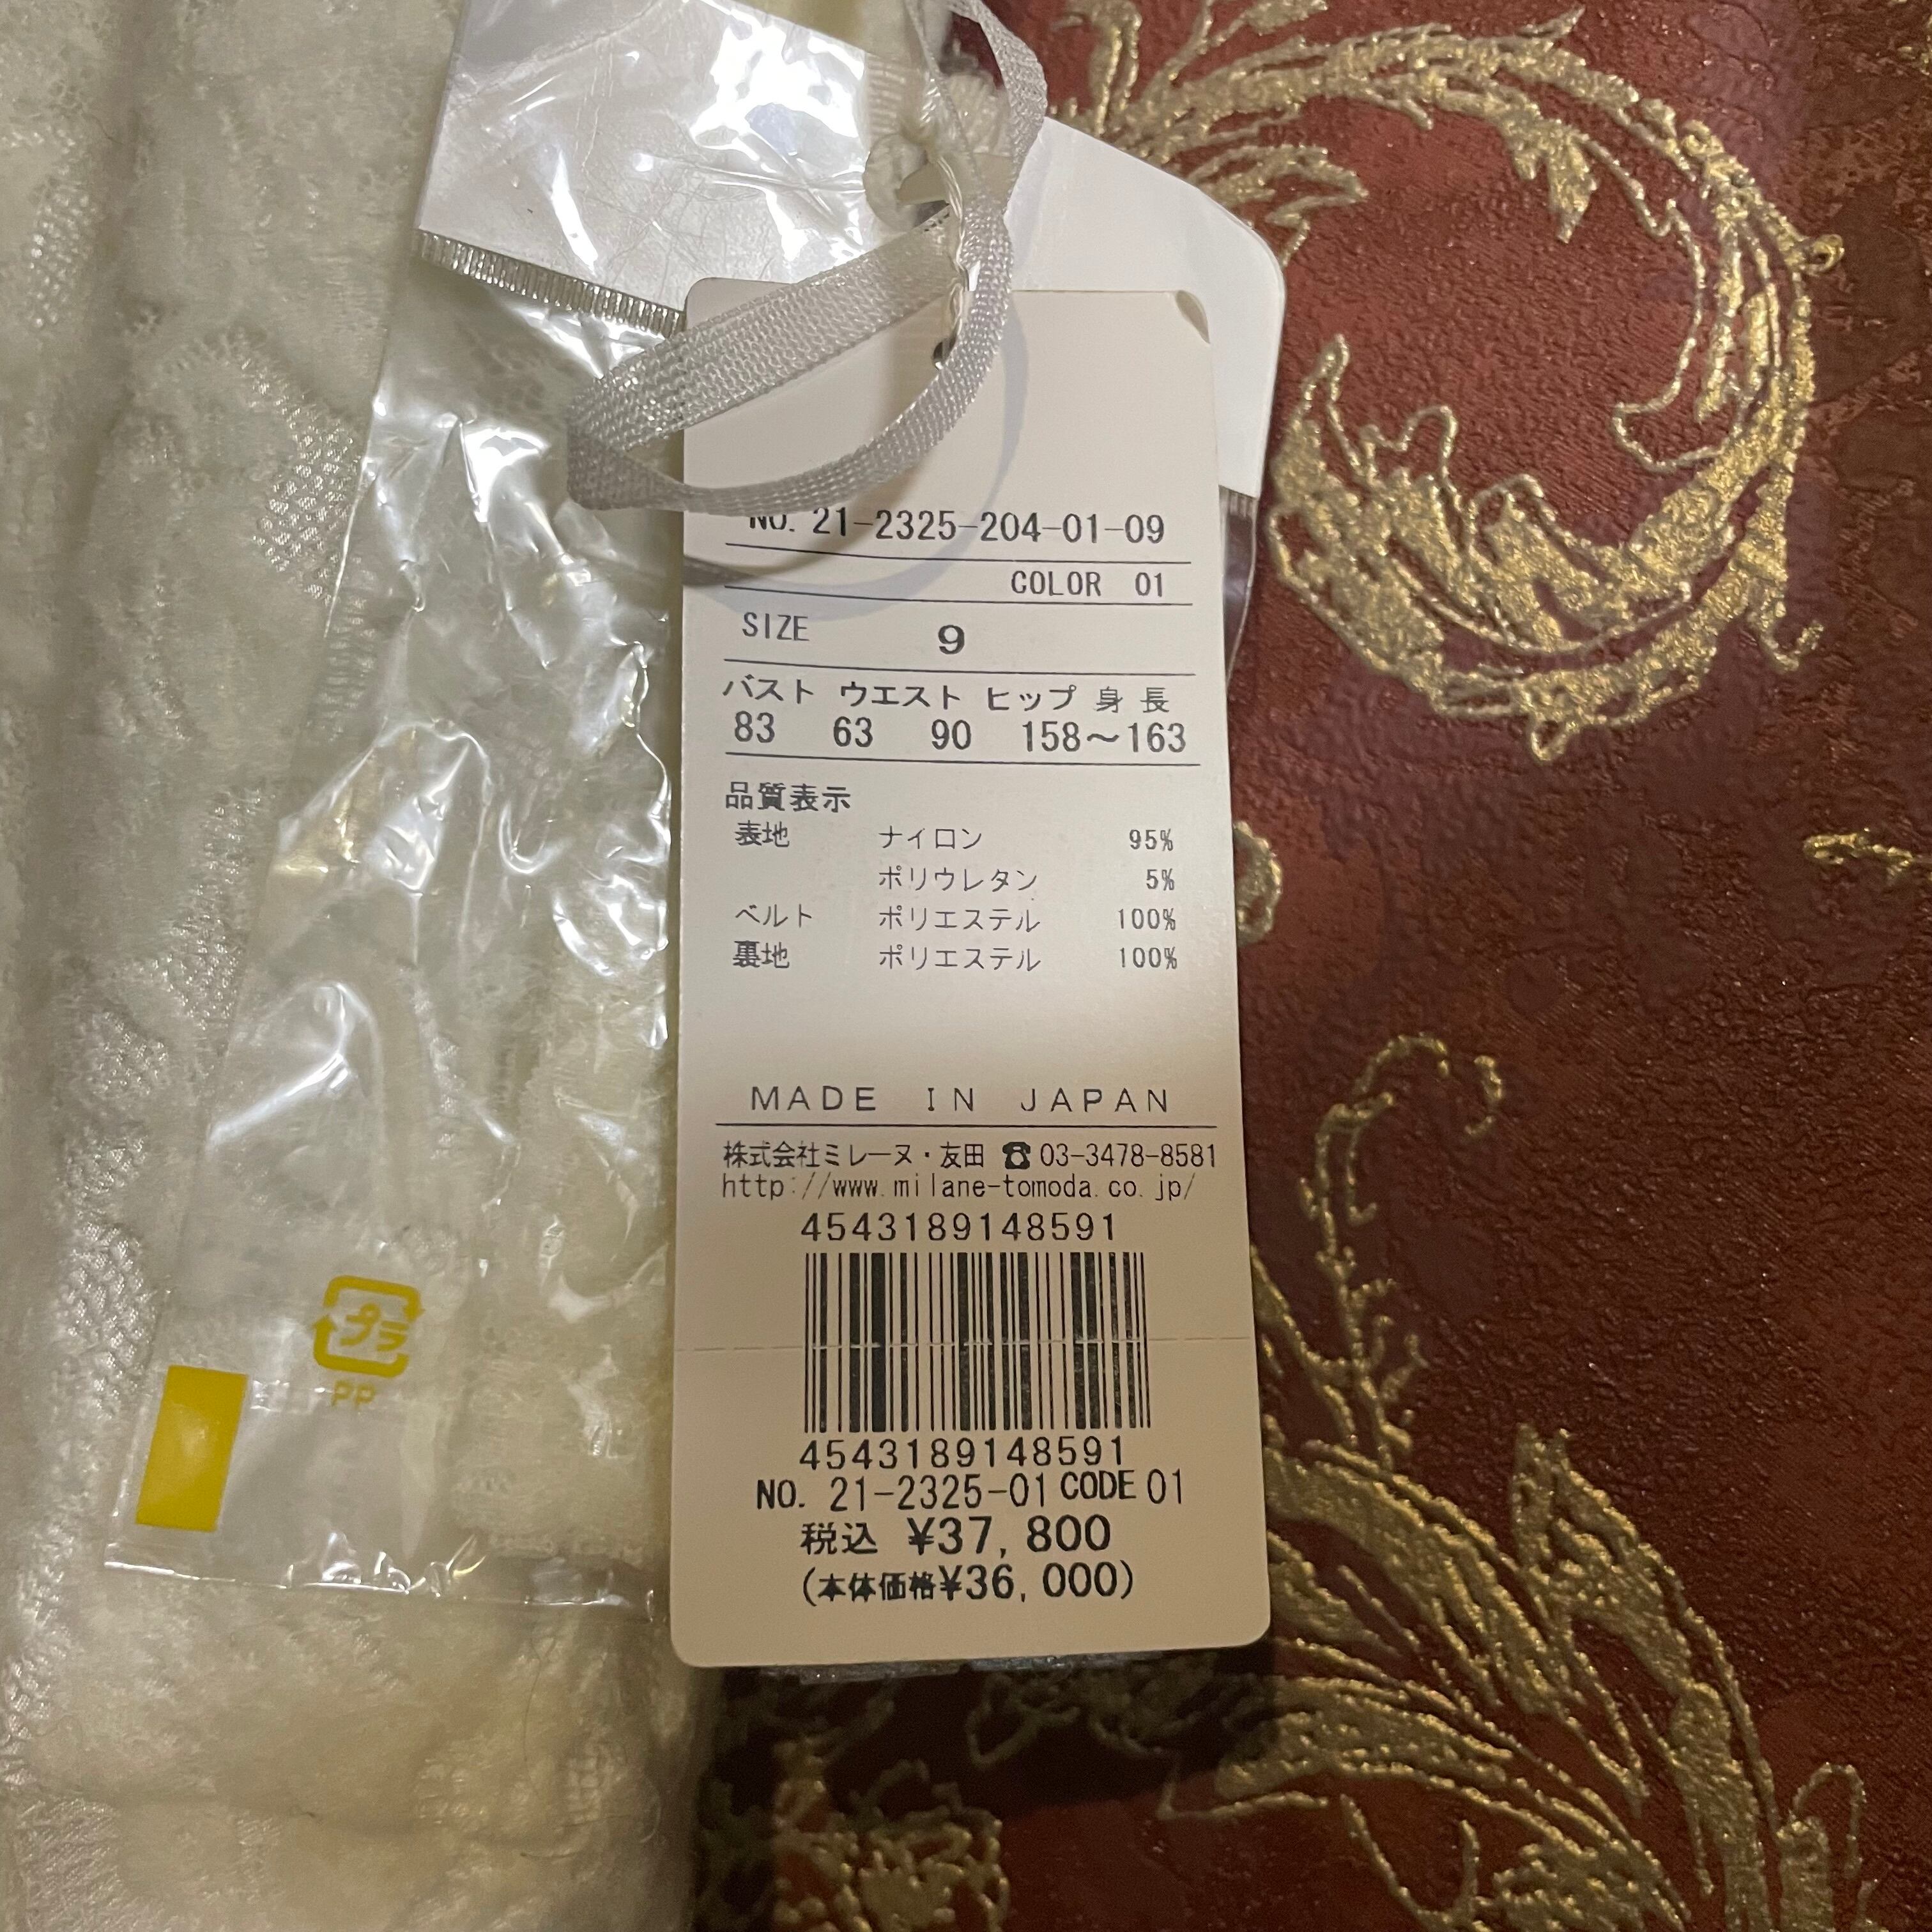 NO. 21-2325-204-01-09
COLOR 01
SIZE 9
バスト ウエスト ヒップ 身長
83 63 90 158〜163
品質表示
表地 ナイロン 95%
ポリウレタン 5%
ベルト ポリエステル 100%
裏地 ポリエステル 100%
MADE IN JAPAN
株式会社ミレーヌ・友田 ☎03-3478-8581
http://www.milane-tomoda.co.jp/
4543189148591
4543189148591
NO. 21-2325-01 CODE 01
税込 ¥37,800
(本体価格¥36,000)
プラ
PP